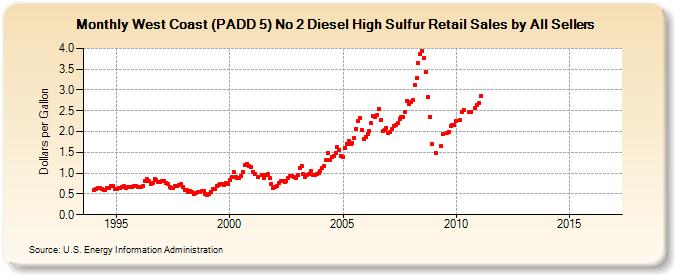 Monthly West Coast (PADD 5) No 2 Diesel High Sulfur Retail Sales by All Sellers
Dollars per Gallon
4.0
3.5
3.0
2.5
2.0
1.5
1.0
0.5
0.0
1995 2000 2005 2010 2015
Source: U.S. Energy Information Administration